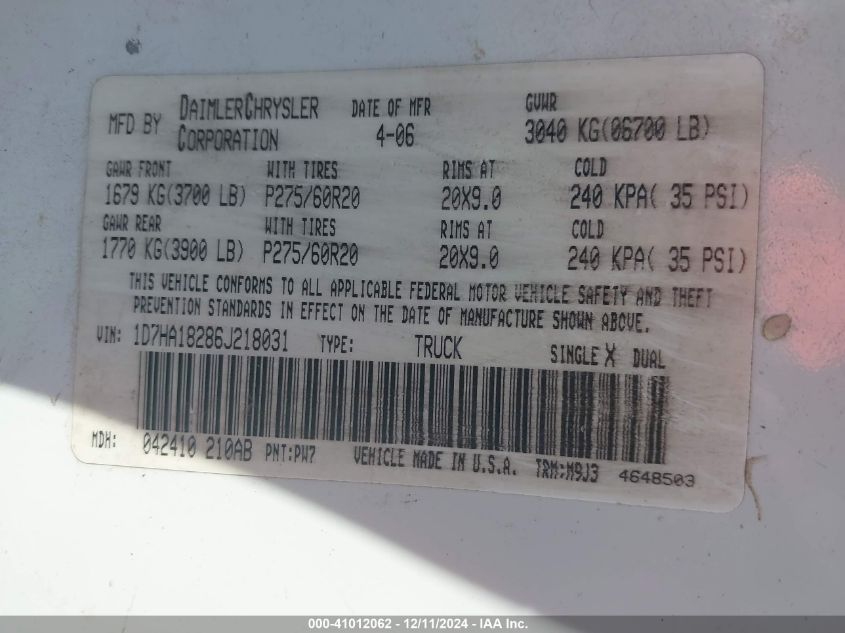 MFD BY DAIMLERCHRYSLER CORPORATION DATE OF MFR 4-06 GVWR 3040 KG(06700 LB)
GAWR FRONT WITH TIRES RIMS AT COLD
1679 KG(3700 LB) P275/60R20 20X9.0 240 KPA( 35 PSI)
GAWR REAR WITH TIRES RIMS AT COLD
1770 KG(3900 LB) P275/60R20 20X9.0 240 KPA( 35 PSI)
THIS VEHICLE CONFORMS TO ALL APPLICABLE FEDERAL MOTOR VEHICLE SAFETY AND THEFT
PREVENTION STANDARDS IN EFFECT ON THE DATE OF MANUFACTURE SHOWN ABOVE.
VIN: 1D7HA18286J218031 TYPE: TRUCK SINGLE X DUAL
MDH: 042410 210AB PNT:PW7 VEHICLE MADE IN U.S.A. TRM:M9J3 4648503
000-41012062 - 12/11/2024 - IAA Inc.